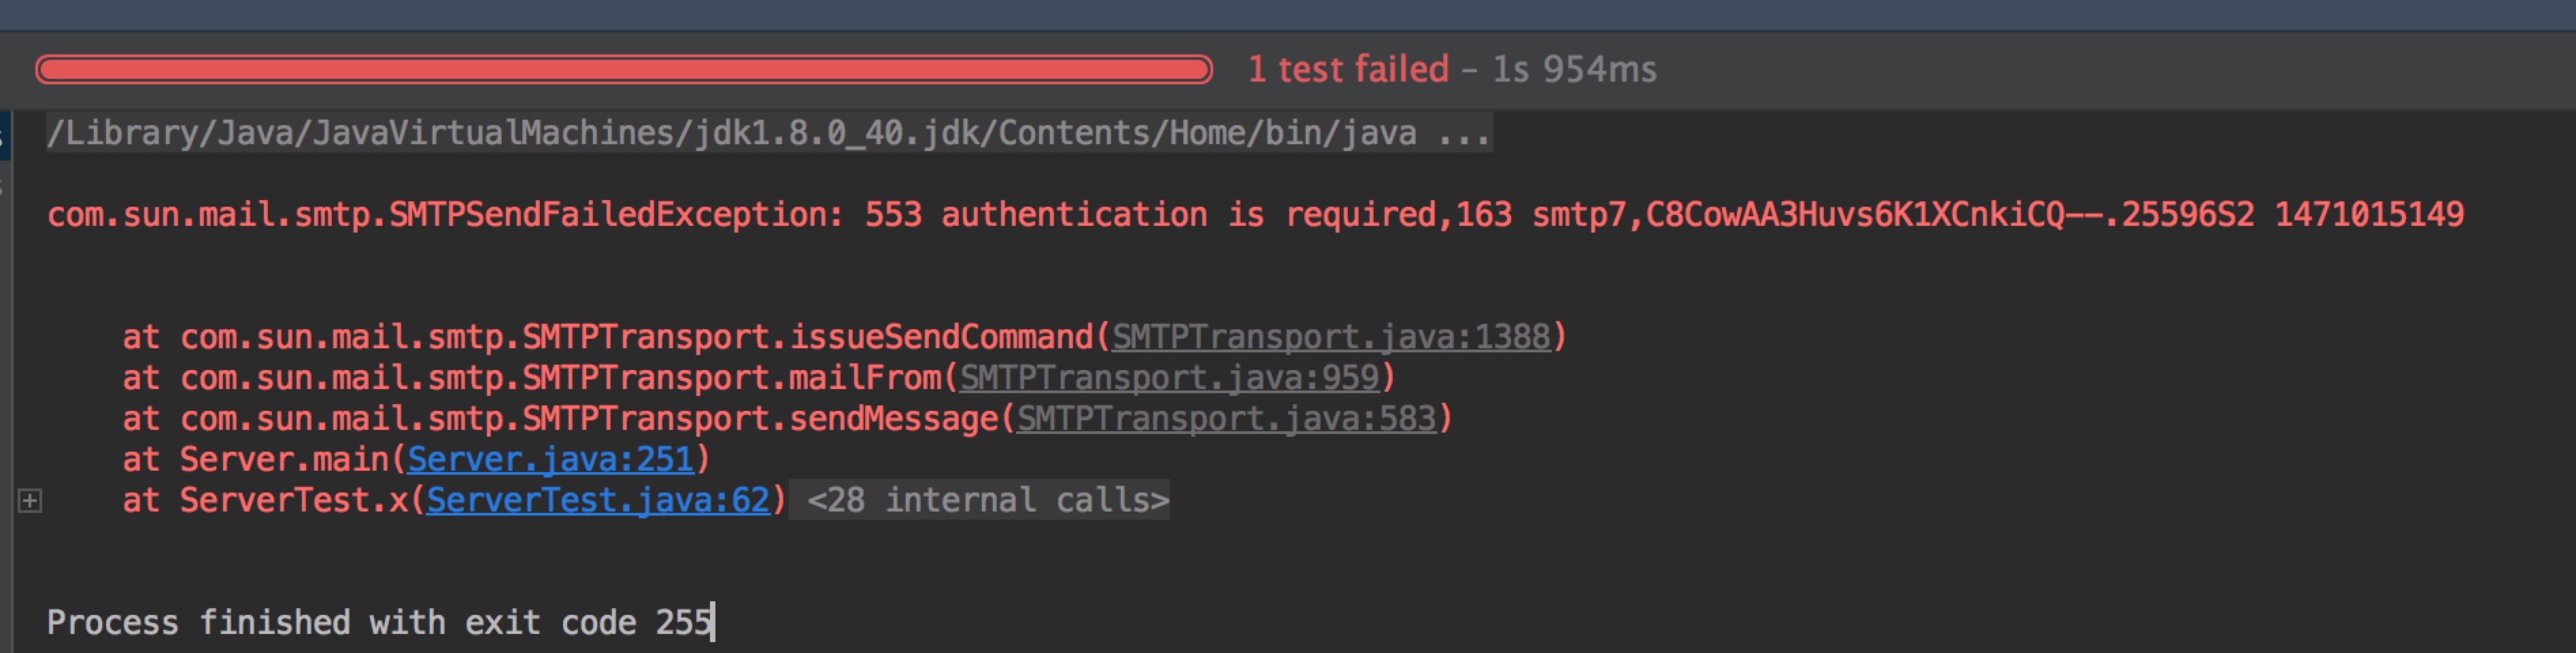 1 test failed – 1s 954ms
/Library/Java/JavaVirtualMachines/jdk1.8.0_40.jdk/Contents/Home/bin/java ...
com.sun.mail.smtp.SMTPSendFailedException: 553 authentication is required,163 smtp7,C8CowAA3Huvs6K1XCnkiCQ--.25596S2 1471015149
at com.sun.mail.smtp.SMTPTransport.issueSendCommand(SMTPTransport.java:1388)
at com.sun.mail.smtp.SMTPTransport.mailFrom(SMTPTransport.java:959)
at com.sun.mail.smtp.SMTPTransport.sendMessage(SMTPTransport.java:583)
at Server.main(Server.java:251)
at ServerTest.x(ServerTest.java:62) <28 internal calls>
Process finished with exit code 255